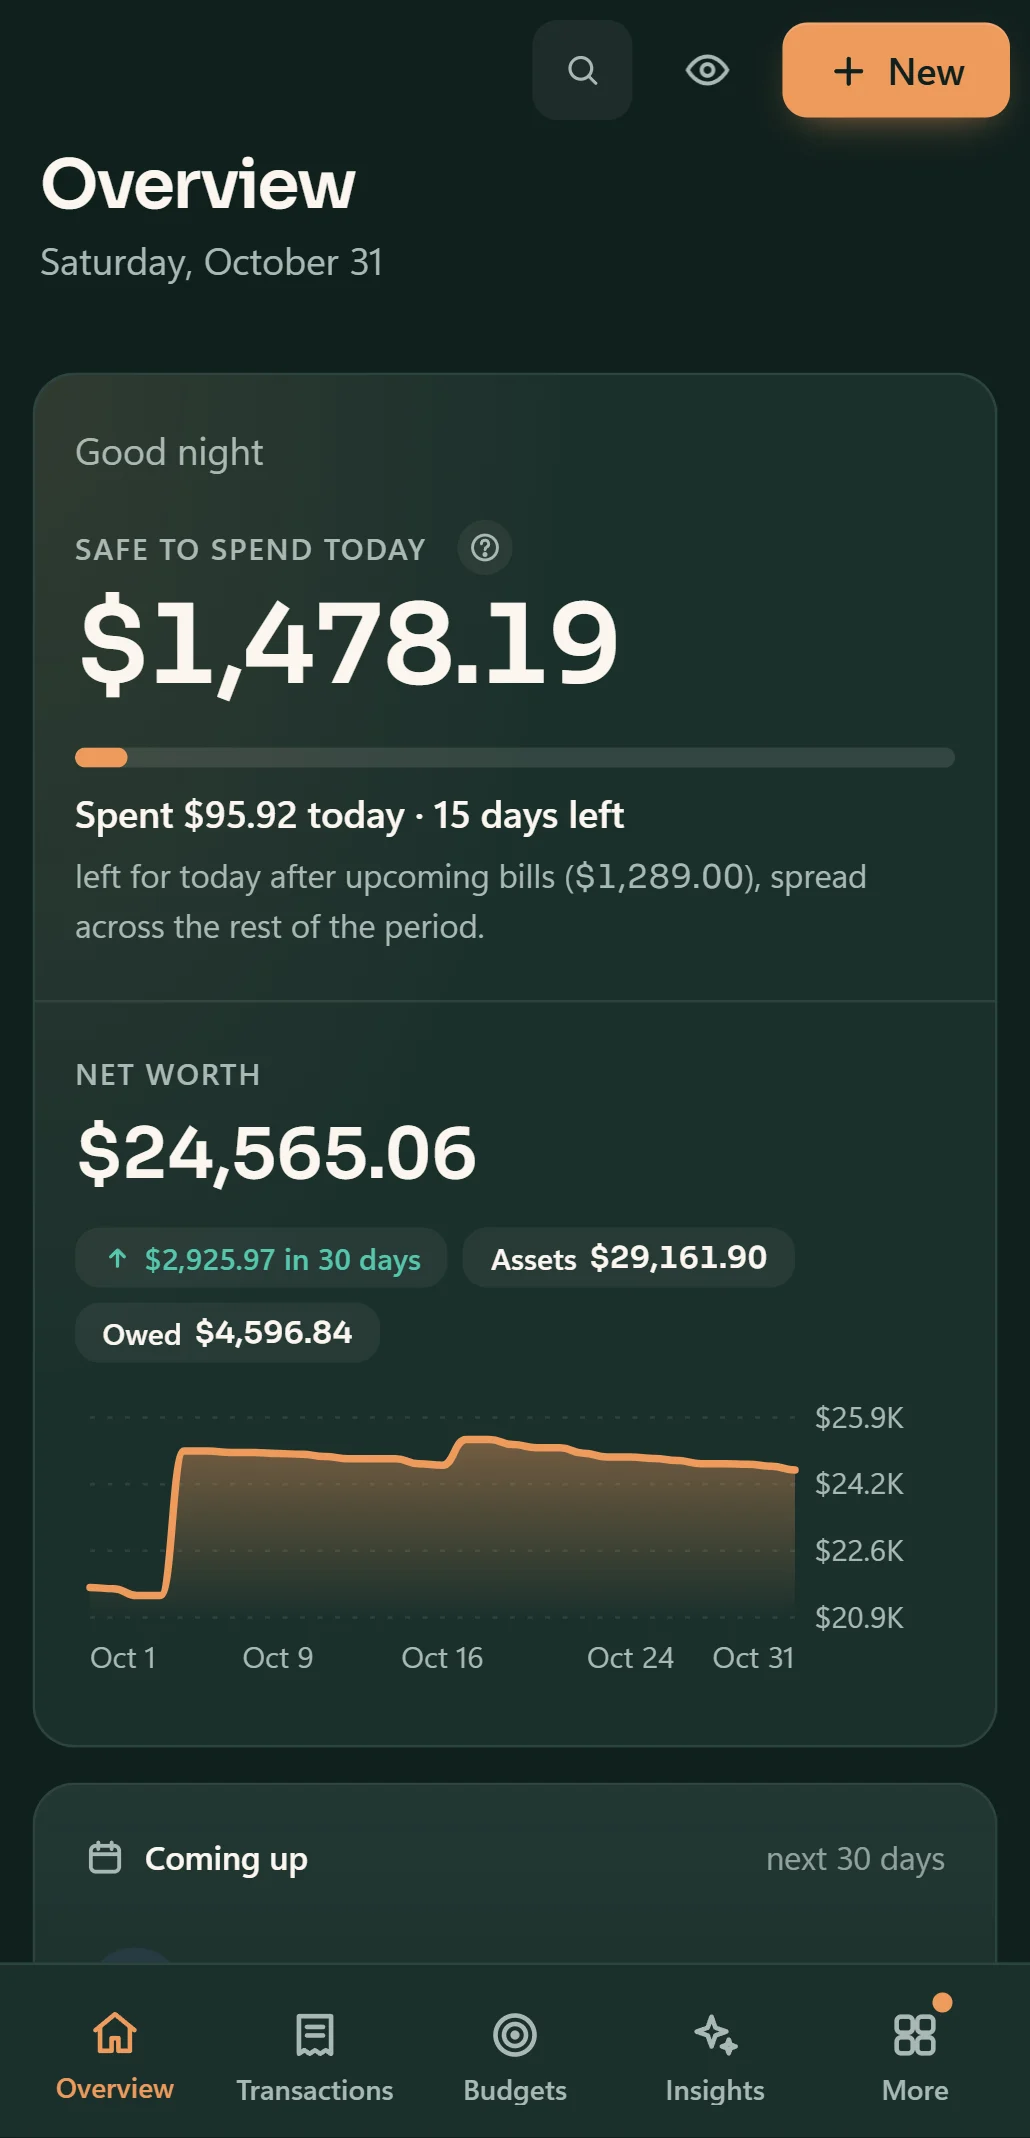 New
Overview
Saturday, October 31
Good night
SAFE TO SPEND TODAY
$1,478.19
Spent $95.92 today · 15 days left
left for today after upcoming bills ($1,289.00), spread
across the rest of the period.
NET WORTH
$24,565.06
↑ $2,925.97 in 30 days
Assets $29,161.90
Owed $4,596.84
$25.9K
$24.2K
$22.6K
$20.9K
Oct 1 Oct 9 Oct 16 Oct 24 Oct 31
Coming up
next 30 days
Overview Transactions Budgets Insights More